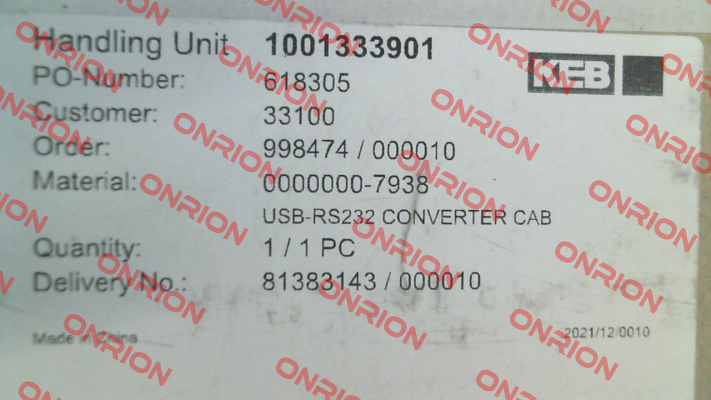 Handling Unit 1001333901
KEB
PO-Number: 618305
Customer: 33100
Order: 998474 / 000010
Material: 0000000-7938
USB-RS232 CONVERTER CAB
Quantity: 1 / 1 PC
Delivery No.: 81383143 / 000010
Made in China 2021/12/0010
ONRION